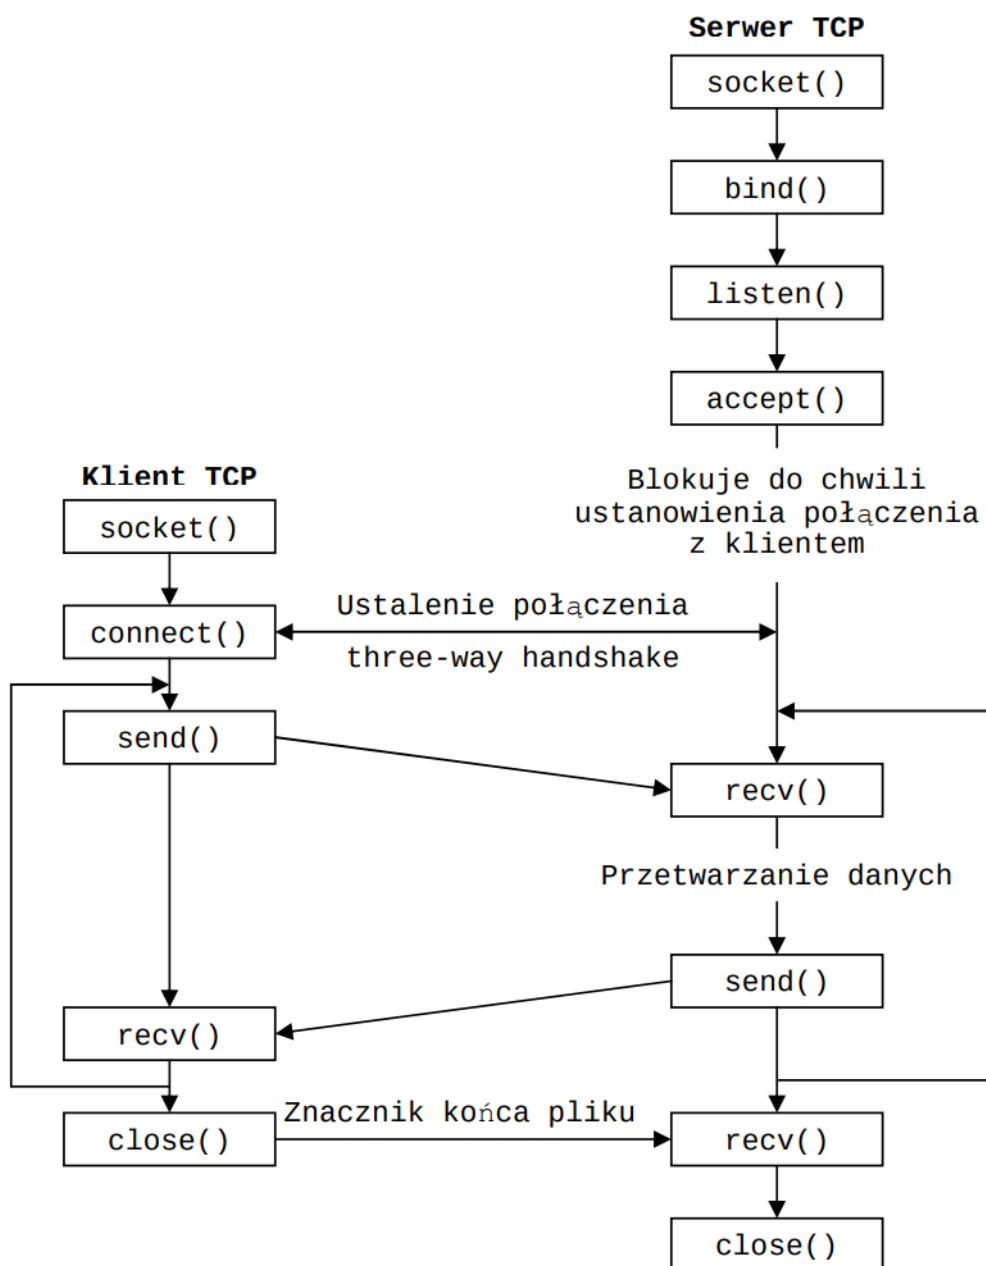 Serwer TCP
socket()
bind()
listen()
accept()
Blokuje do chwili
ustanowienia połączenia
z klientem
Klient TCP
socket()
connect()
Ustalenie połączenia
three-way handshake
send()
recv()
Przetwarzanie danych
send()
recv()
close()
Znacznik końca pliku
recv()
close()